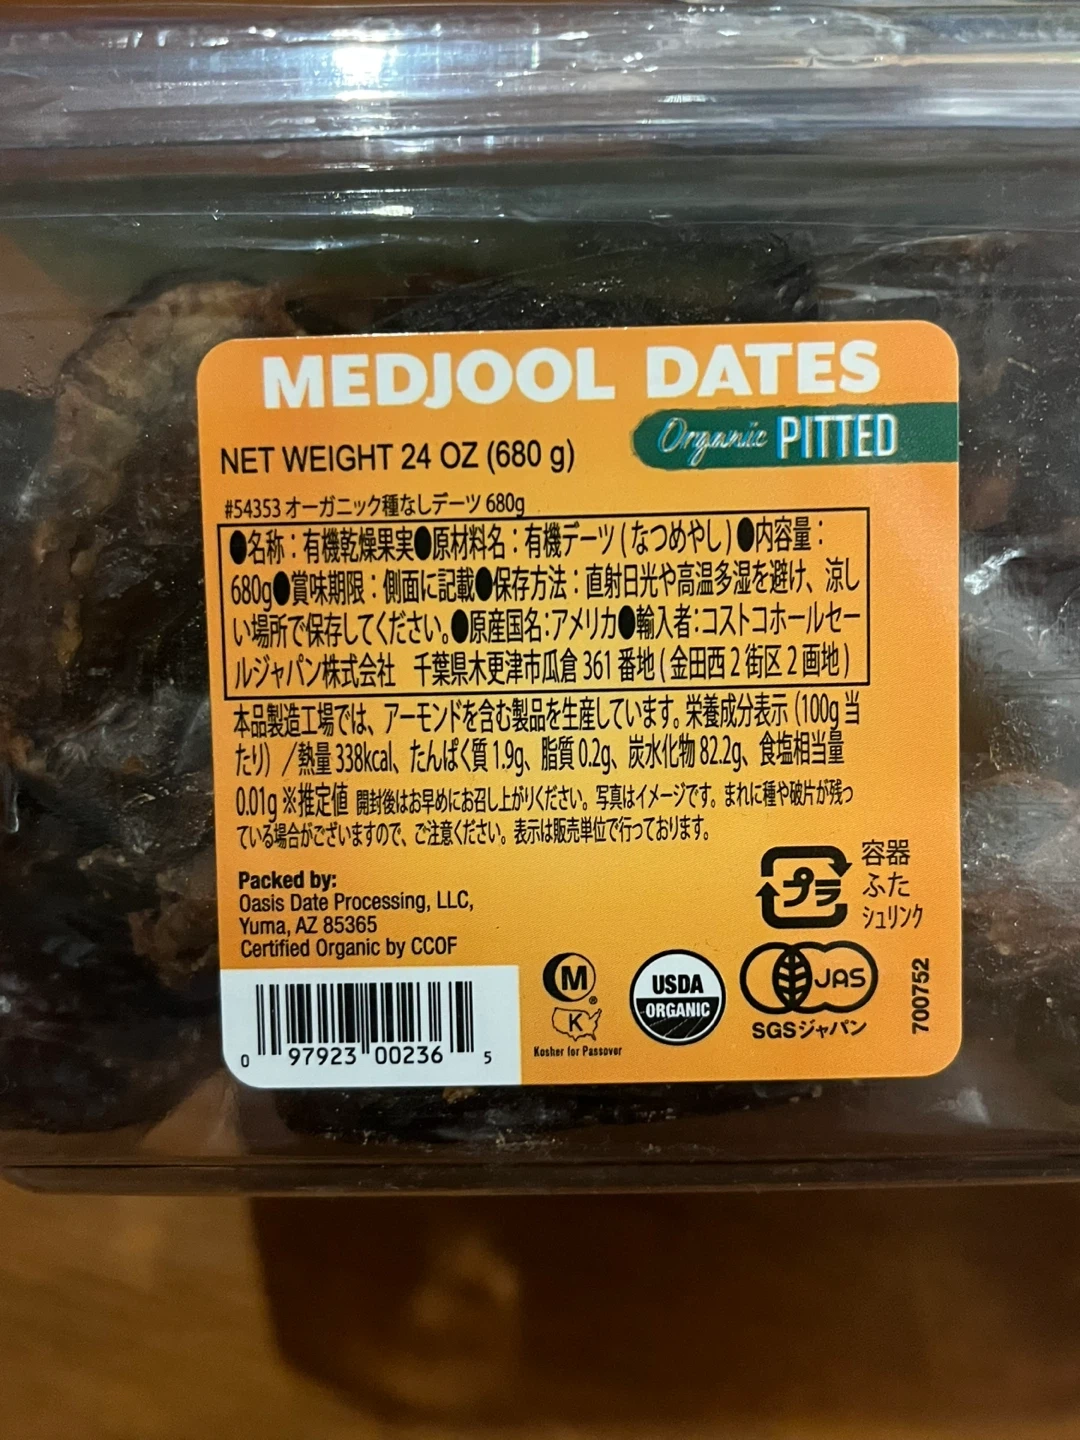 MEDJOOL DATES
Organic PITTED
NET WEIGHT 24 OZ (680 g)
#54353 オーガニック種なしデーツ 680g
●名称：有機乾燥果実●原材料名：有機デーツ(なつめやし)●内容量：
680g●賞味期限：側面に記載●保存方法：直射日光や高温多湿を避け、涼し
い場所で保存してください。●原産国名：アメリカ●輸入者：コストコホールセー
ルジャパン株式会社 千葉県木更津市瓜倉 361 番地(金田西2街区2画地)
本品製造工場では、アーモンドを含む製品を生産しています。栄養成分表示 (100g 当
たり) ／熱量 338kcal、たんぱく質 1.9g、脂質 0.2g、炭水化物 82.2g、食塩相当量
0.01g ※推定値 開封後はお早めにお召し上がりください。写真はイメージです。まれに種や破片が残っ
ている場合がございますので、ご注意ください。表示は販売単位で行っております。
プラ
容器
ふた
シュリンク
Packed by:
Oasis Date Processing, LLC,
Yuma, AZ 85365
Certified Organic by CCOF
0 97923 00236 5
M
®
K
Kosher for Passover
USDA
ORGANIC
JAS
SGSジャパン
700752